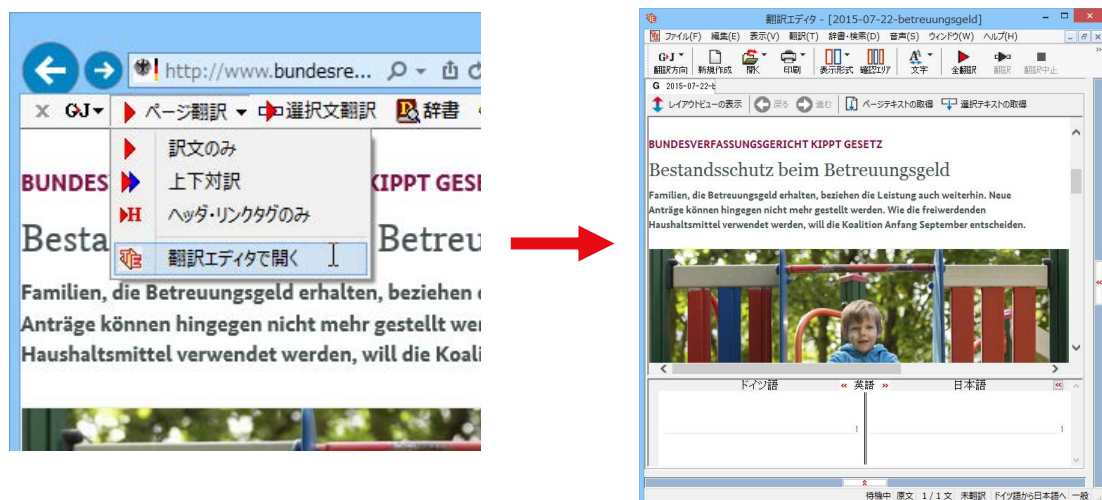 http://www.bundesre...
x GJ ページ翻訳 選択文翻訳 辞書
訳文のみ
上下対訳
H ヘッダ・リンクタグのみ
翻訳エディタで開く
BUNDES
KIPPT GESE
Besta
Betreu
Familien, die Betreuungsgeld erhalten, beziehen
Anträge können hingegen nicht mehr gestellt wer
Haushaltsmittel verwendet werden, will die Koali
翻訳エディタ - [2015-07-22-betreuungsgeld]
ファイル(F) 編集(E) 表示(V) 翻訳(T) 辞書・検索(D) 音声(S) ウィンドウ(W) ヘルプ(H)
GJ
翻訳方向 新規作成 開く 印刷 表示形式 確認エリア 文字 全翻訳 翻訳 翻訳中止
G 2015-07-22-b
レイアウトビューの表示 戻る 進む ページテキストの取得 選択テキストの取得
BUNDESVERFASSUNGSGERICHT KIPPT GESETZ
Bestandsschutz beim Betreuungsgeld
Familien, die Betreuungsgeld erhalten, beziehen die Leistung auch weiterhin. Neue
Anträge können hingegen nicht mehr gestellt werden. Wie die freiwerdenden
Haushaltsmittel verwendet werden, will die Koalition Anfang September entscheiden.
ドイツ語 « 英語 » 日本語 «
1 1
待機中 原文 1/1文 未翻訳 ドイツ語から日本語へ 一般